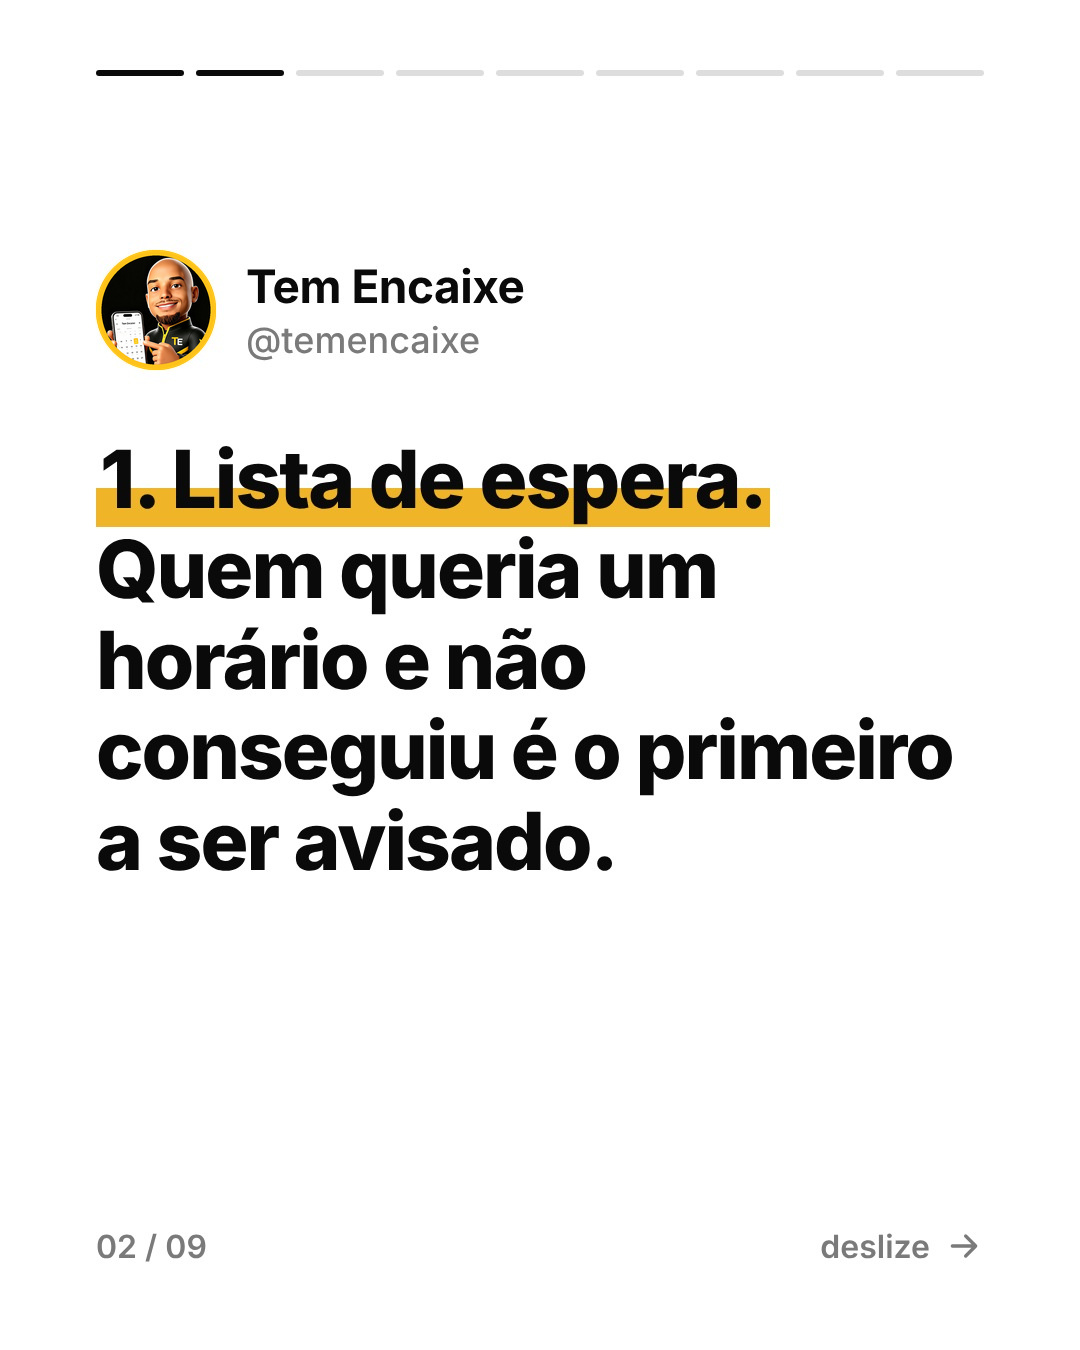 Tem Encaixe
@temencaixe
TE
1. Lista de espera.
Quem queria um
horário e não
conseguiu é o primeiro
a ser avisado.
02 / 09
deslize →